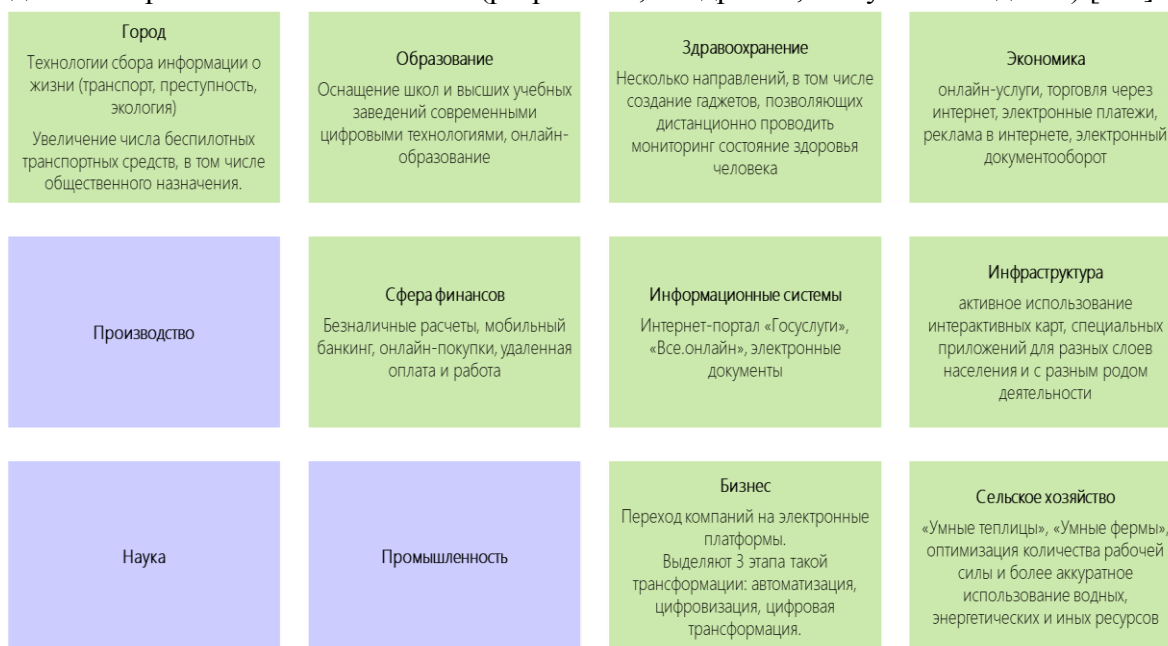 Город
Технологии сбора информации о
жизни (транспорт, преступность,
экология)
Увеличение числа беспилотных
транспортных средств, в том числе
общественного назначения.
Образование
Оснащение школ и высших учебных
заведений современными
цифровыми технологиями, онлайн-
образование
Здравоохранение
Несколько направлений, в том числе
создание гаджетов, позволяющих
дистанционно проводить
мониторинг состояние здоровья
человека
Экономика
онлайн-услуги, торговля через
интернет, электронные платежи,
реклама в интернете, электронный
документооборот
Производство
Сфера финансов
Безналичные расчеты, мобильный
банкинг, онлайн-покупки, удаленная
оплата и работа
Информационные системы
Интернет-портал «Госуслуги»,
«Все.онлайн», электронные
документы
Инфраструктура
активное использование
интерактивных карт, специальных
приложений для разных слоев
населения и с разным родом
деятельности
Наука
Промышленность
Бизнес
Переход компаний на электронные
платформы.
Выделяют 3 этапа такой
трансформации: автоматизация,
цифровизация, цифровая
трансформация.
Сельское хозяйство
«Умные теплицы», «Умные фермы»,
оптимизация количества рабочей
силы и более аккуратное
использование водных,
энергетических и иных ресурсов